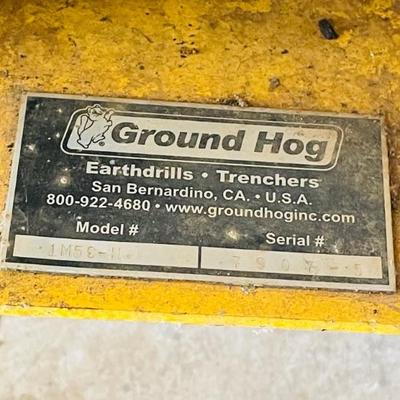 Ground Hog
Earthdrills • Trenchers
San Bernardino, CA. • U.S.A.
800-922-4680 • www.groundhoginc.com
Model # Serial #